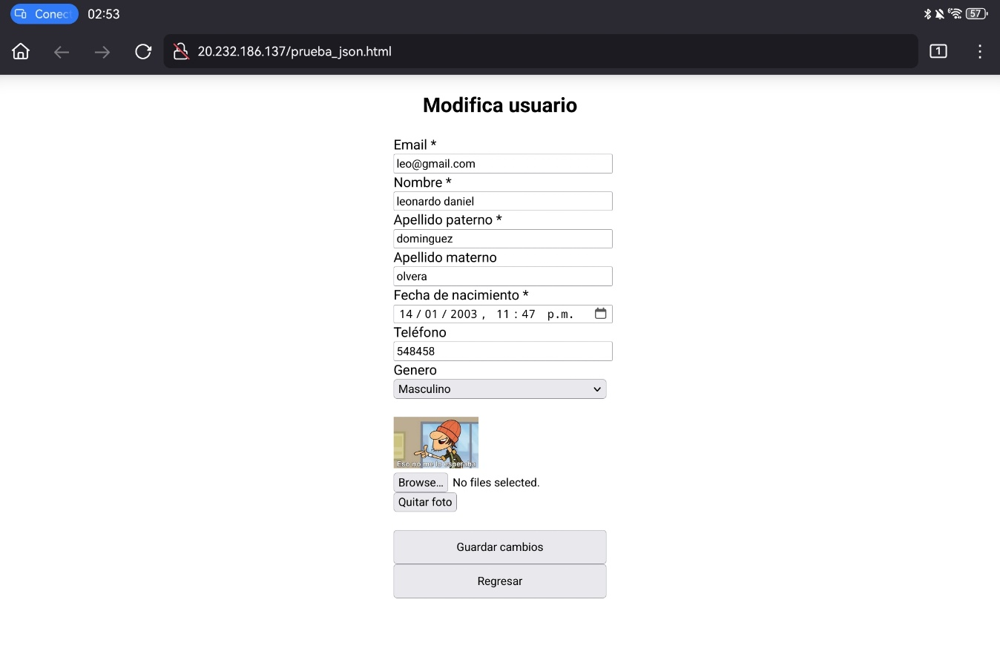 Conec
02:53
6
57
20.232.186.137/prueba_json.html
1
Modifica usuario
Email *
leo@gmail.com
Nombre *
leonardo daniel
Apellido paterno *
dominguez
Apellido materno
olvera
Fecha de nacimiento *
14/01/2003, 11:47 p.m.
Teléfono
548458
Genero
Masculino
Eso no me lo esperaba
Browse... No files selected.
Quitar foto
Guardar cambios
Regresar